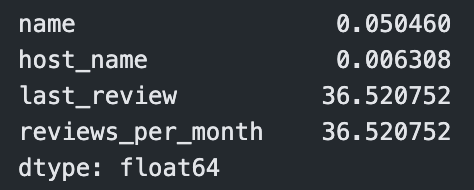 name 0.050460
host_name 0.006308
last_review 36.520752
reviews_per_month 36.520752
dtype: float64